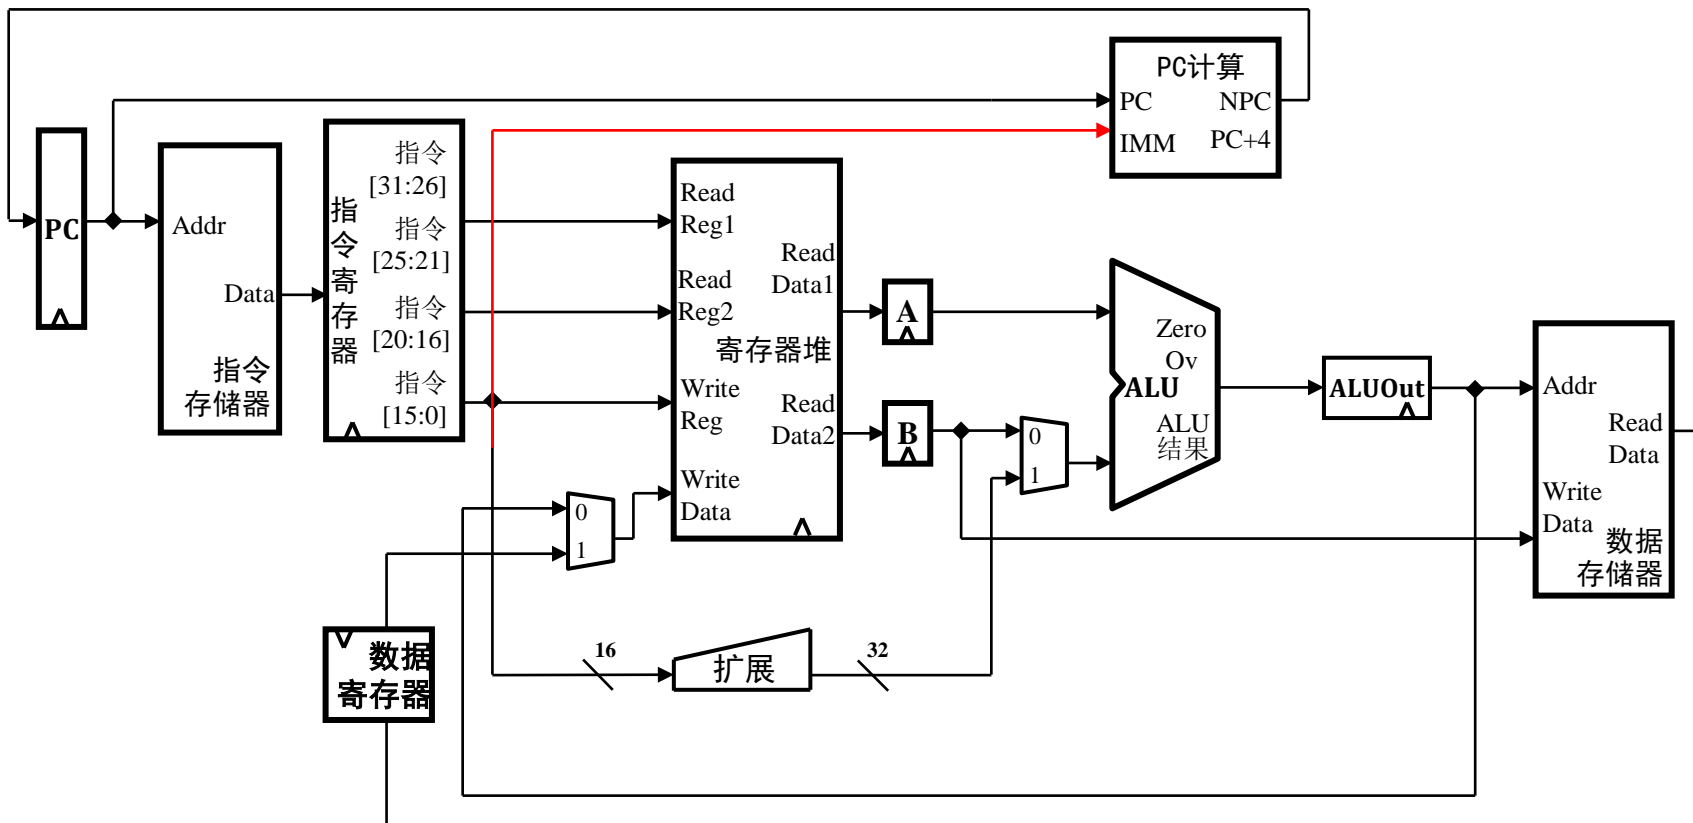 PC计算
PC
NPC
IMM
PC+4
PC
Addr
Data
指令
存储器
指令寄存器
指令
[31:26]
指令
[25:21]
指令
[20:16]
指令
[15:0]
Read
Reg1
Read
Reg2
Write
Reg
Write
Data
Read
Data1
寄存器堆
Read
Data2
A
B
0
1
0
1
Zero
Ov
ALU
ALU
结果
ALUOut
Addr
Read
Data
Write
Data
数据
存储器
数据
寄存器
16
扩展
32